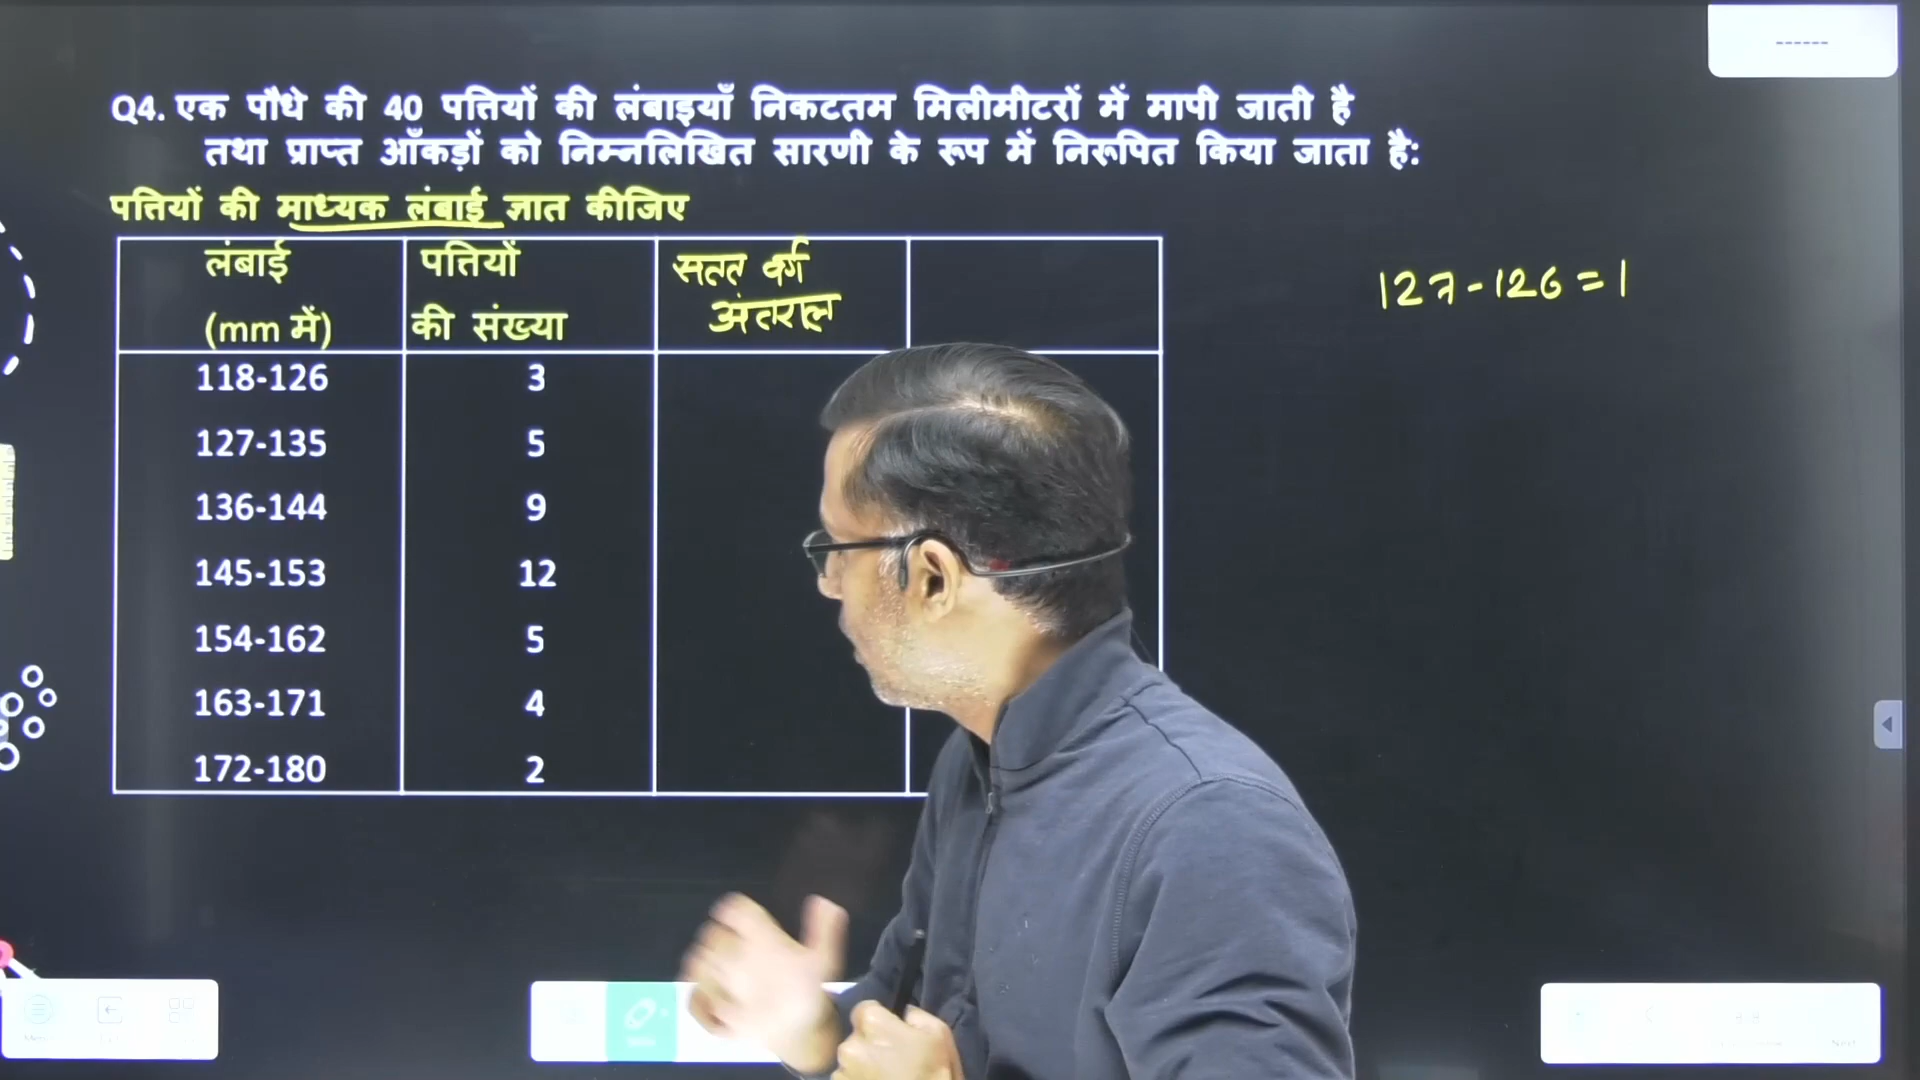 ------
Q4. एक पौधे की 40 पत्तियों की लंबाइयाँ निकटतम मिलीमीटरों में मापी जाती है
तथा प्राप्त आँकड़ों को निम्नलिखित सारणी के रूप में निरूपित किया जाता है:
पत्तियों की माध्यक लंबाई ज्ञात कीजिए
लंबाई (mm में) पत्तियों की संख्या सतत वर्ग अंतराल
127-126=1
118-126 3
127-135 5
136-144 9
145-153 12
154-162 5
163-171 4
172-180 2